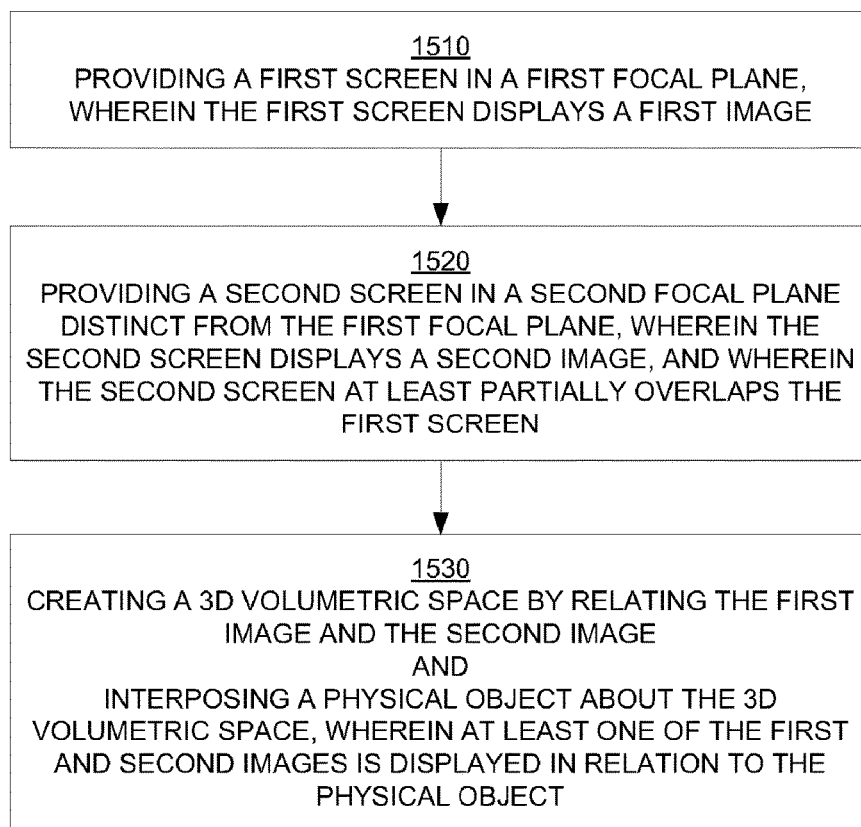 1510
PROVIDING A FIRST SCREEN IN A FIRST FOCAL PLANE,
WHEREIN THE FIRST SCREEN DISPLAYS A FIRST IMAGE
1520
PROVIDING A SECOND SCREEN IN A SECOND FOCAL PLANE
DISTINCT FROM THE FIRST FOCAL PLANE, WHEREIN THE
SECOND SCREEN DISPLAYS A SECOND IMAGE, AND WHEREIN
THE SECOND SCREEN AT LEAST PARTIALLY OVERLAPS THE
FIRST SCREEN
1530
CREATING A 3D VOLUMETRIC SPACE BY RELATING THE FIRST
IMAGE AND THE SECOND IMAGE
AND
INTERPOSING A PHYSICAL OBJECT ABOUT THE 3D
VOLUMETRIC SPACE, WHEREIN AT LEAST ONE OF THE FIRST
AND SECOND IMAGES IS DISPLAYED IN RELATION TO THE
PHYSICAL OBJECT